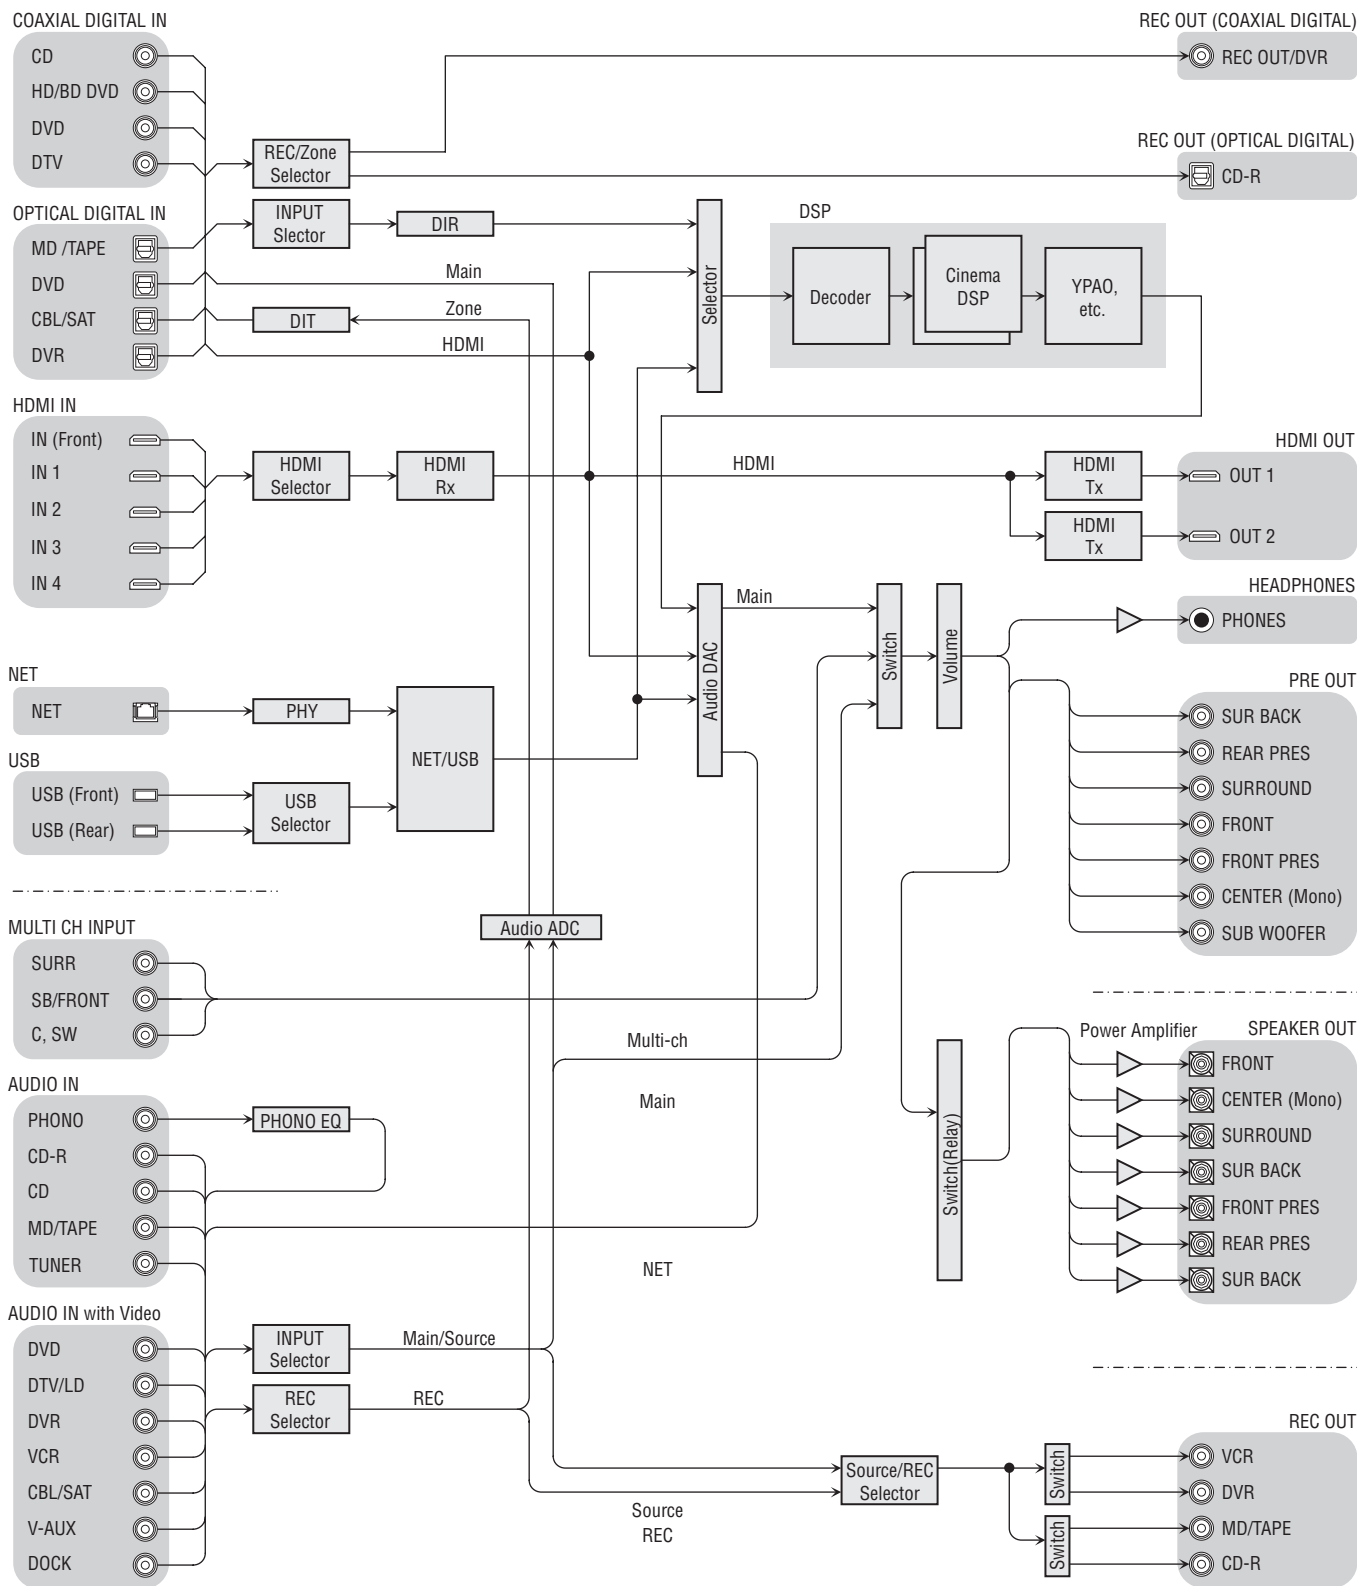 COAXIAL DIGITAL IN
CD
HD/BD DVD
DVD
DTV
OPTICAL DIGITAL IN
MD /TAPE
DVD
CBL/SAT
DVR
HDMI IN
IN (Front)
IN 1
IN 2
IN 3
IN 4
NET
NET
USB
USB (Front)
USB (Rear)
MULTI CH INPUT
SURR
SB/FRONT
C, SW
AUDIO IN
PHONO
CD-R
CD
MD/TAPE
TUNER
AUDIO IN with Video
DVD
DTV/LD
DVR
VCR
CBL/SAT
V-AUX
DOCK
REC/Zone
Selector
INPUT
Slector
DIR
Main
Zone
DIT
HDMI
HDMI
Selector
HDMI
Rx
HDMI
PHY
USB
Selector
NET/USB
Audio ADC
PHONO EQ
Multi-ch
Main
NET
INPUT
Selector
Main/Source
REC
Selector
REC
Source
REC
Selector
DSP
Decoder
Cinema
DSP
YPAO,
etc.
HDMI
Tx
HDMI
Tx
Audio DAC
Main
Switch
Volume
Switch(Relay)
Power Amplifier
Source/REC
Selector
Switch
Switch
REC OUT (COAXIAL DIGITAL)
REC OUT/DVR
REC OUT (OPTICAL DIGITAL)
CD-R
HDMI OUT
OUT 1
OUT 2
HEADPHONES
PHONES
PRE OUT
SUR BACK
REAR PRES
SURROUND
FRONT
FRONT PRES
CENTER (Mono)
SUB WOOFER
SPEAKER OUT
FRONT
CENTER (Mono)
SURROUND
SUR BACK
FRONT PRES
REAR PRES
SUR BACK
REC OUT
VCR
DVR
MD/TAPE
CD-R